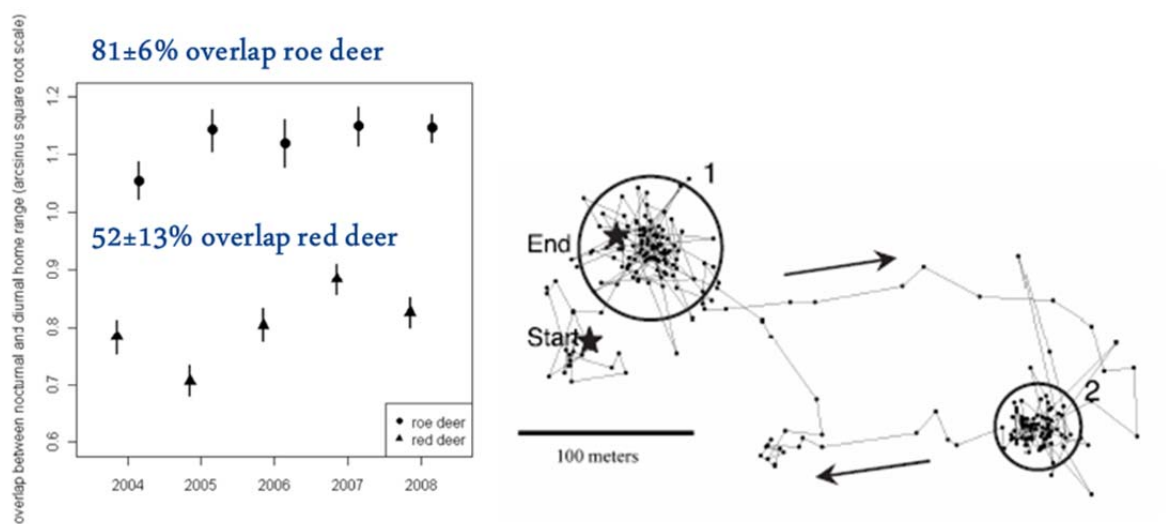 overlap between nocturnal and diurnal home range (arcsinus square root scale)
81±6% overlap roe deer
1.2
1.1
1.0
0.9
0.8
0.7
0.6
52±13% overlap red deer
roe deer
red deer
2004
2005
2006
2007
2008
1
End
Start
2
100 meters